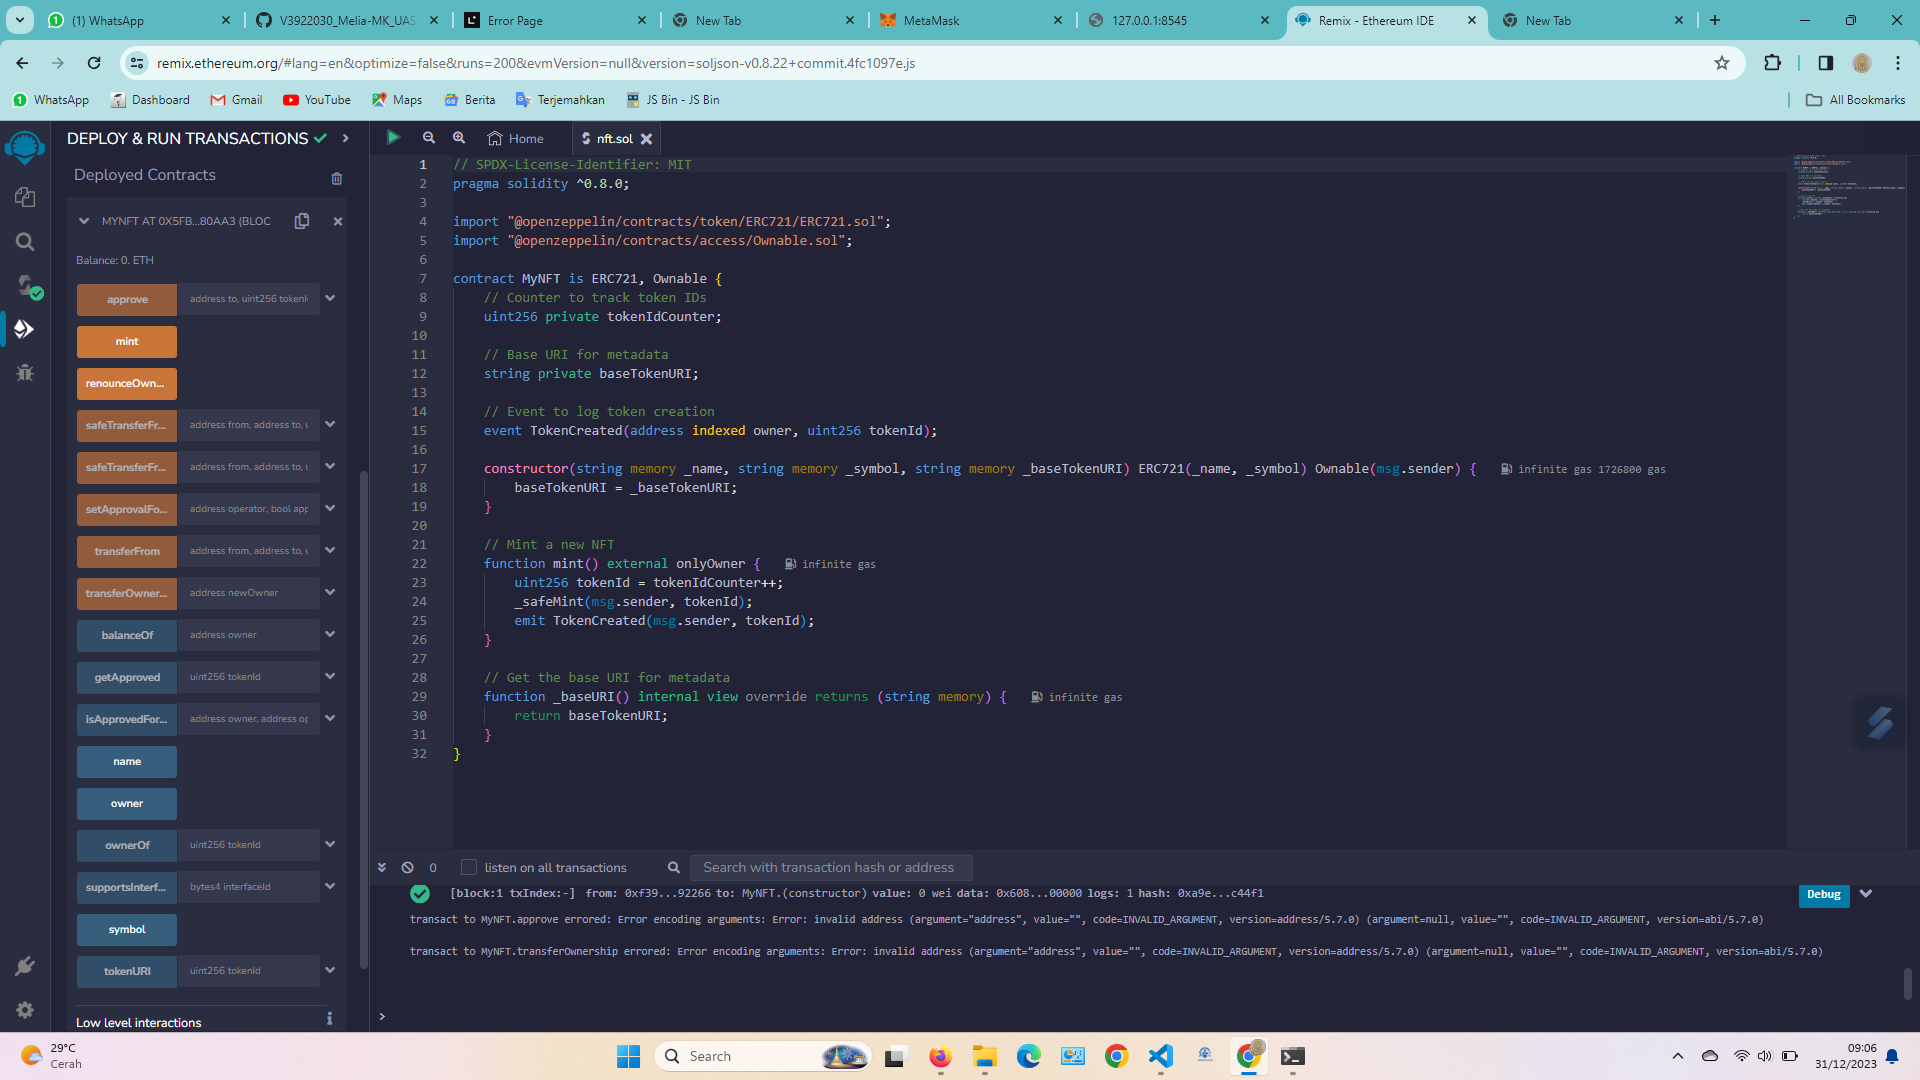 (1) WhatsApp
V3922030_Melia-MK_UAS
Error Page
New Tab
MetaMask
127.0.0.1:8545
Remix - Ethereum IDE
New Tab
remix.ethereum.org/#lang=en&optimize=false&runs=200&evmVersion=null&version=soljson-v0.8.22+commit.4fc1097e.js
WhatsApp
Dashboard
Gmail
YouTube
Maps
Berita
Terjemahkan
JS Bin - JS Bin
All Bookmarks
DEPLOY & RUN TRANSACTIONS
Deployed Contracts
MYNFT AT 0X5FB...80AA3 (BLOC
Balance: 0. ETH
approve
address to, uint256 tokenI
mint
renounceOwn...
safeTransferFr...
address from, address to, u
safeTransferFr...
address from, address to, u
setApprovalFo...
address operator, bool app
transferFrom
address from, address to, u
transferOwner...
address newOwner
balanceOf
address owner
getApproved
uint256 tokenId
isApprovedFor...
address owner, address op
name
owner
ownerOf
uint256 tokenId
supportsInterf...
bytes4 interfaceId
symbol
tokenURI
uint256 tokenId
Low level interactions
Home
nft.sol
1 // SPDX-License-Identifier: MIT
2 pragma solidity ^0.8.0;
3
4 import "@openzeppelin/contracts/token/ERC721/ERC721.sol";
5 import "@openzeppelin/contracts/access/Ownable.sol";
6
7 contract MyNFT is ERC721, Ownable {
8 // Counter to track token IDs
9 uint256 private tokenIdCounter;
10
11 // Base URI for metadata
12 string private baseTokenURI;
13
14 // Event to log token creation
15 event TokenCreated(address indexed owner, uint256 tokenId);
16
17 constructor(string memory _name, string memory _symbol, string memory _baseTokenURI) ERC721(_name, _symbol) Ownable(msg.sender) { infinite gas 1726800 gas
18 baseTokenURI = _baseTokenURI;
19 }
20
21 // Mint a new NFT
22 function mint() external onlyOwner { infinite gas
23 uint256 tokenId = tokenIdCounter++;
24 _safeMint(msg.sender, tokenId);
25 emit TokenCreated(msg.sender, tokenId);
26 }
27
28 // Get the base URI for metadata
29 function _baseURI() internal view override returns (string memory) { infinite gas
30 return baseTokenURI;
31 }
32 }
0
listen on all transactions
Search with transaction hash or address
[block:1 txIndex:-] from: 0xf39...92266 to: MyNFT.(constructor) value: 0 wei data: 0x608...00000 logs: 1 hash: 0xa9e...c44f1
Debug
transact to MyNFT.approve errored: Error encoding arguments: Error: invalid address (argument="address", value="", code=INVALID_ARGUMENT, version=address/5.7.0) (argument=null, value="", code=INVALID_ARGUMENT, version=abi/5.7.0)
transact to MyNFT.transferOwnership errored: Error encoding arguments: Error: invalid address (argument="address", value="", code=INVALID_ARGUMENT, version=address/5.7.0) (argument=null, value="", code=INVALID_ARGUMENT, version=abi/5.7.0)
>
29°C
Cerah
Search
09:06
31/12/2023